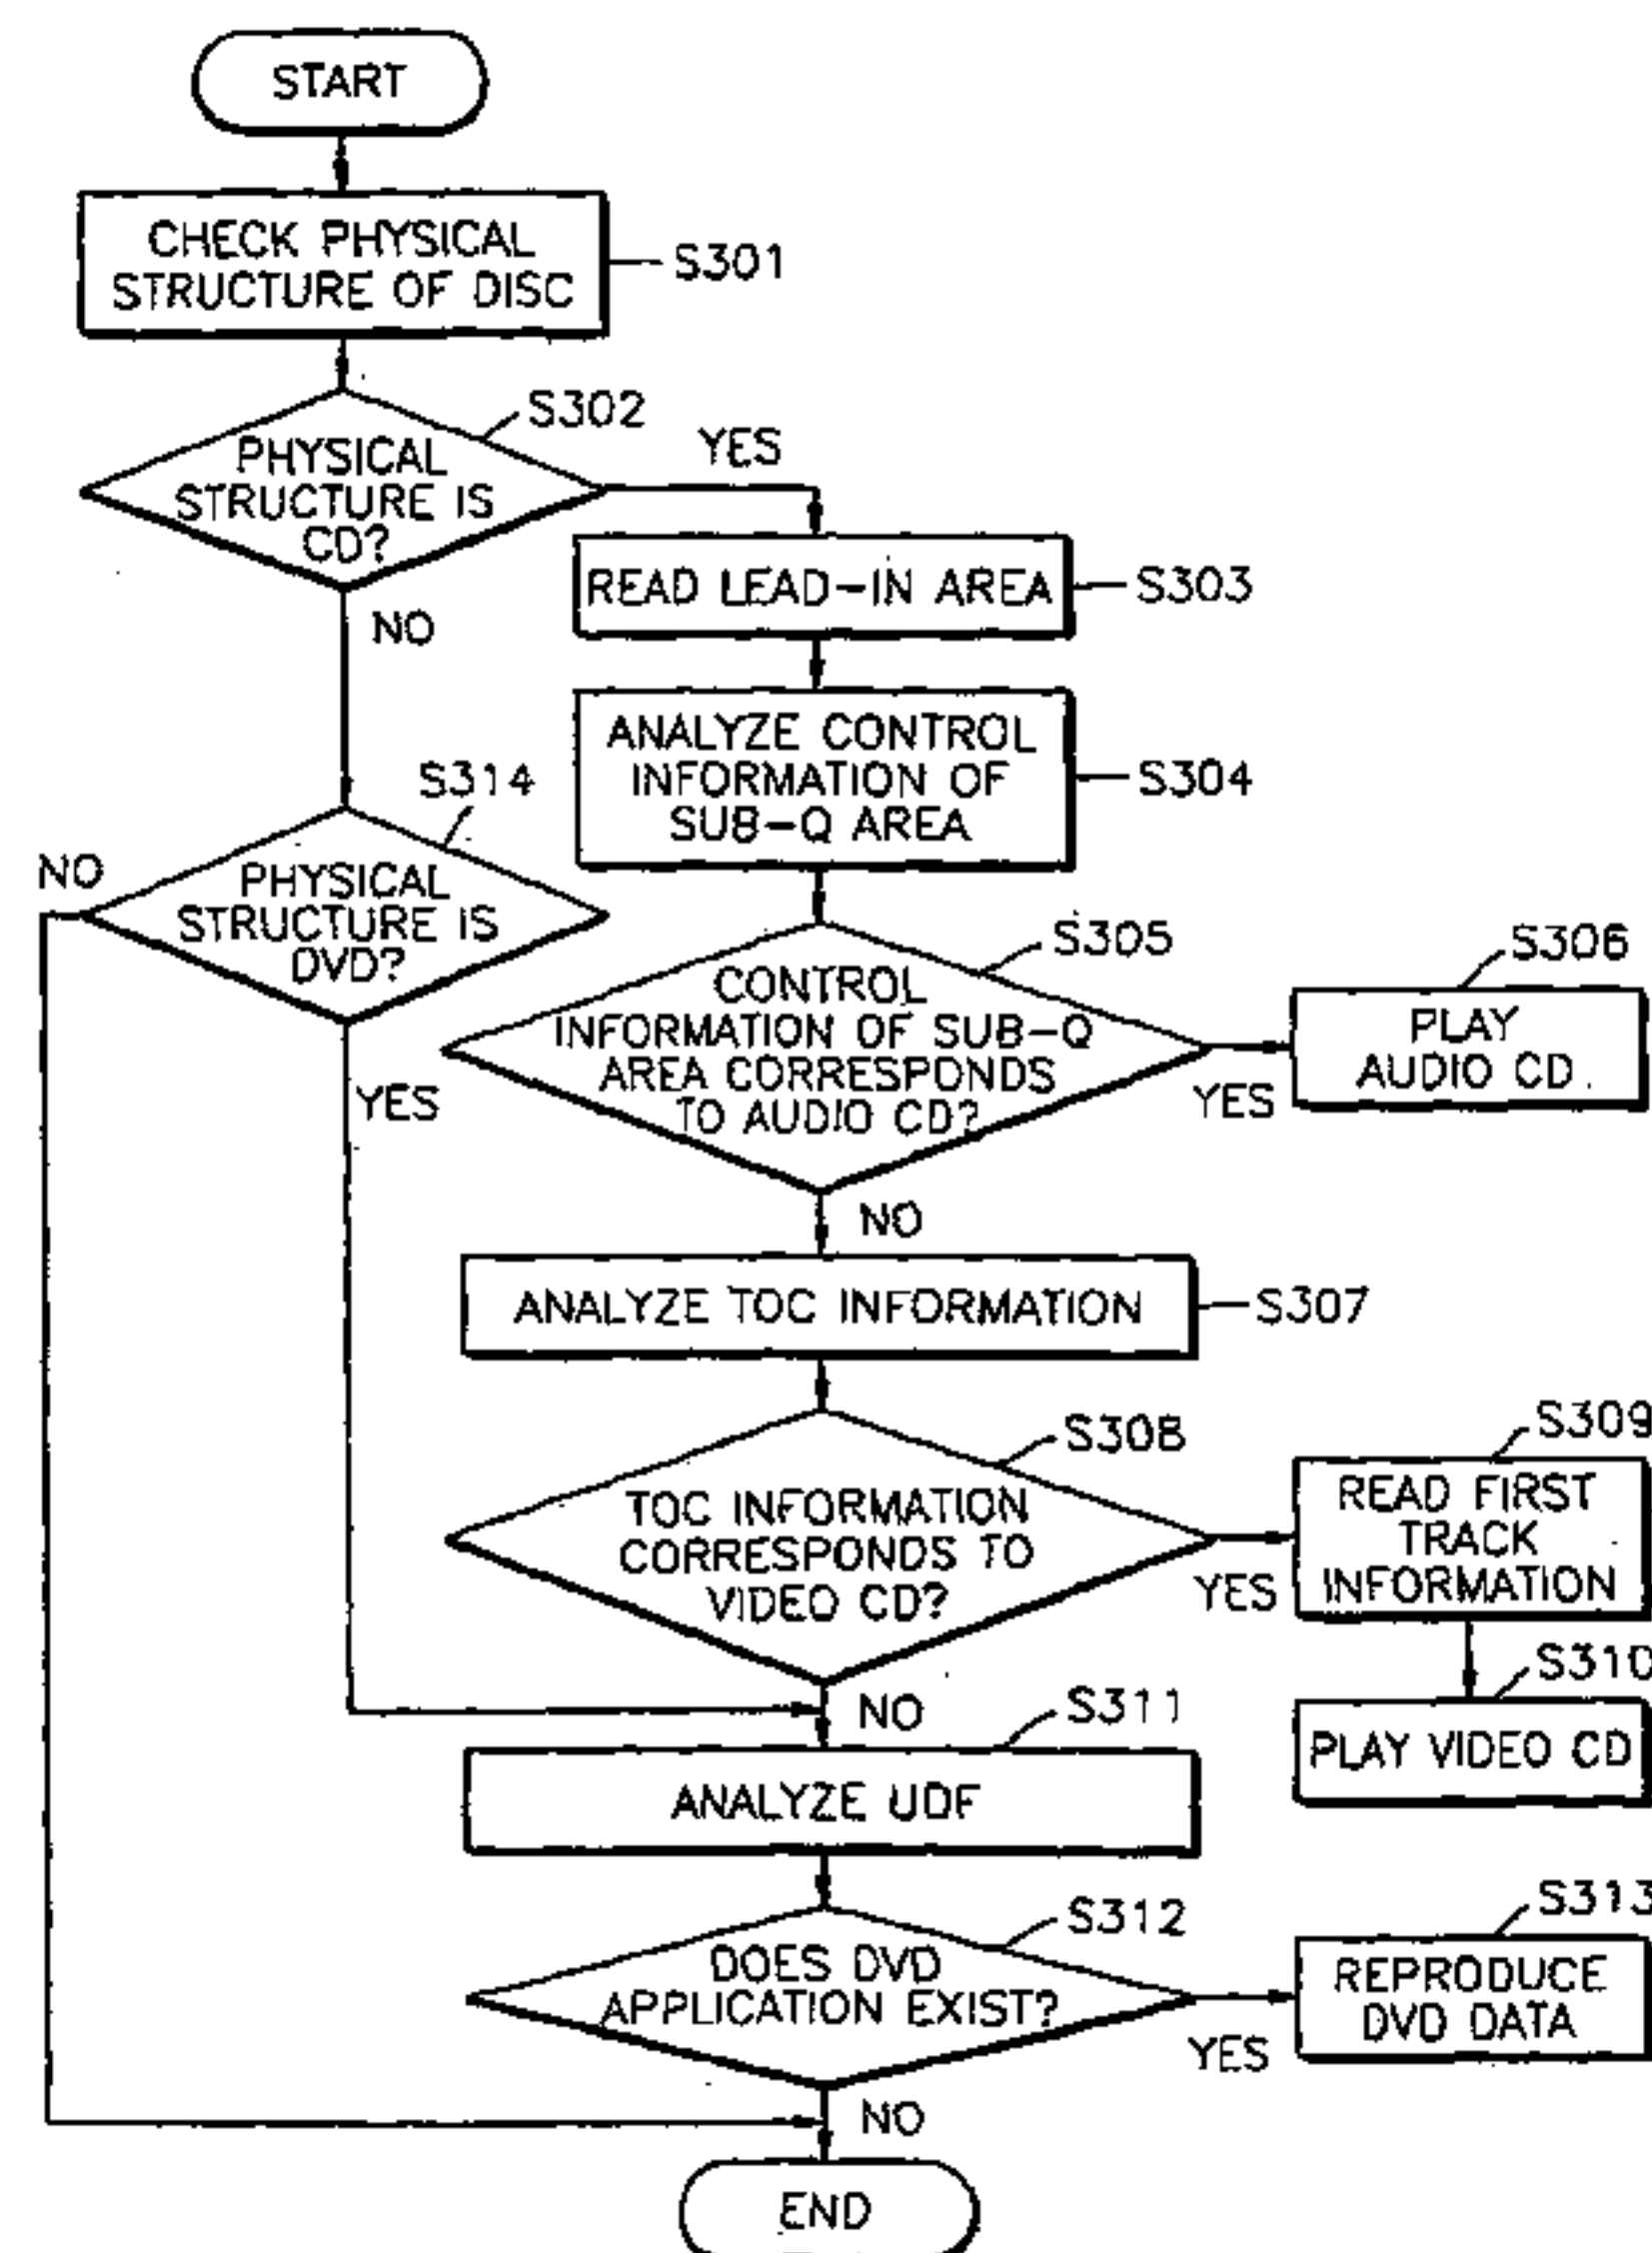 START
CHECK PHYSICAL
STRUCTURE OF DISC
S301
S302
PHYSICAL
STRUCTURE IS
CD?
YES
NO
READ LEAD-IN AREA
S303
ANALYZE CONTROL
INFORMATION OF
SUB-Q AREA
S304
S314
NO
PHYSICAL
STRUCTURE IS
DVD?
YES
S305
CONTROL
INFORMATION OF SUB-Q
AREA CORRESPONDS
TO AUDIO CD?
YES
S306
PLAY
AUDIO CD
NO
ANALYZE TOC INFORMATION
S307
S308
TOC INFORMATION
CORRESPONDS TO
VIDEO CD?
YES
S309
READ FIRST
TRACK
INFORMATION
S310
PLAY VIDEO CD
NO
S311
ANALYZE UDF
S312
DOES DVD
APPLICATION EXIST?
YES
S313
REPRODUCE
DVD DATA
NO
END